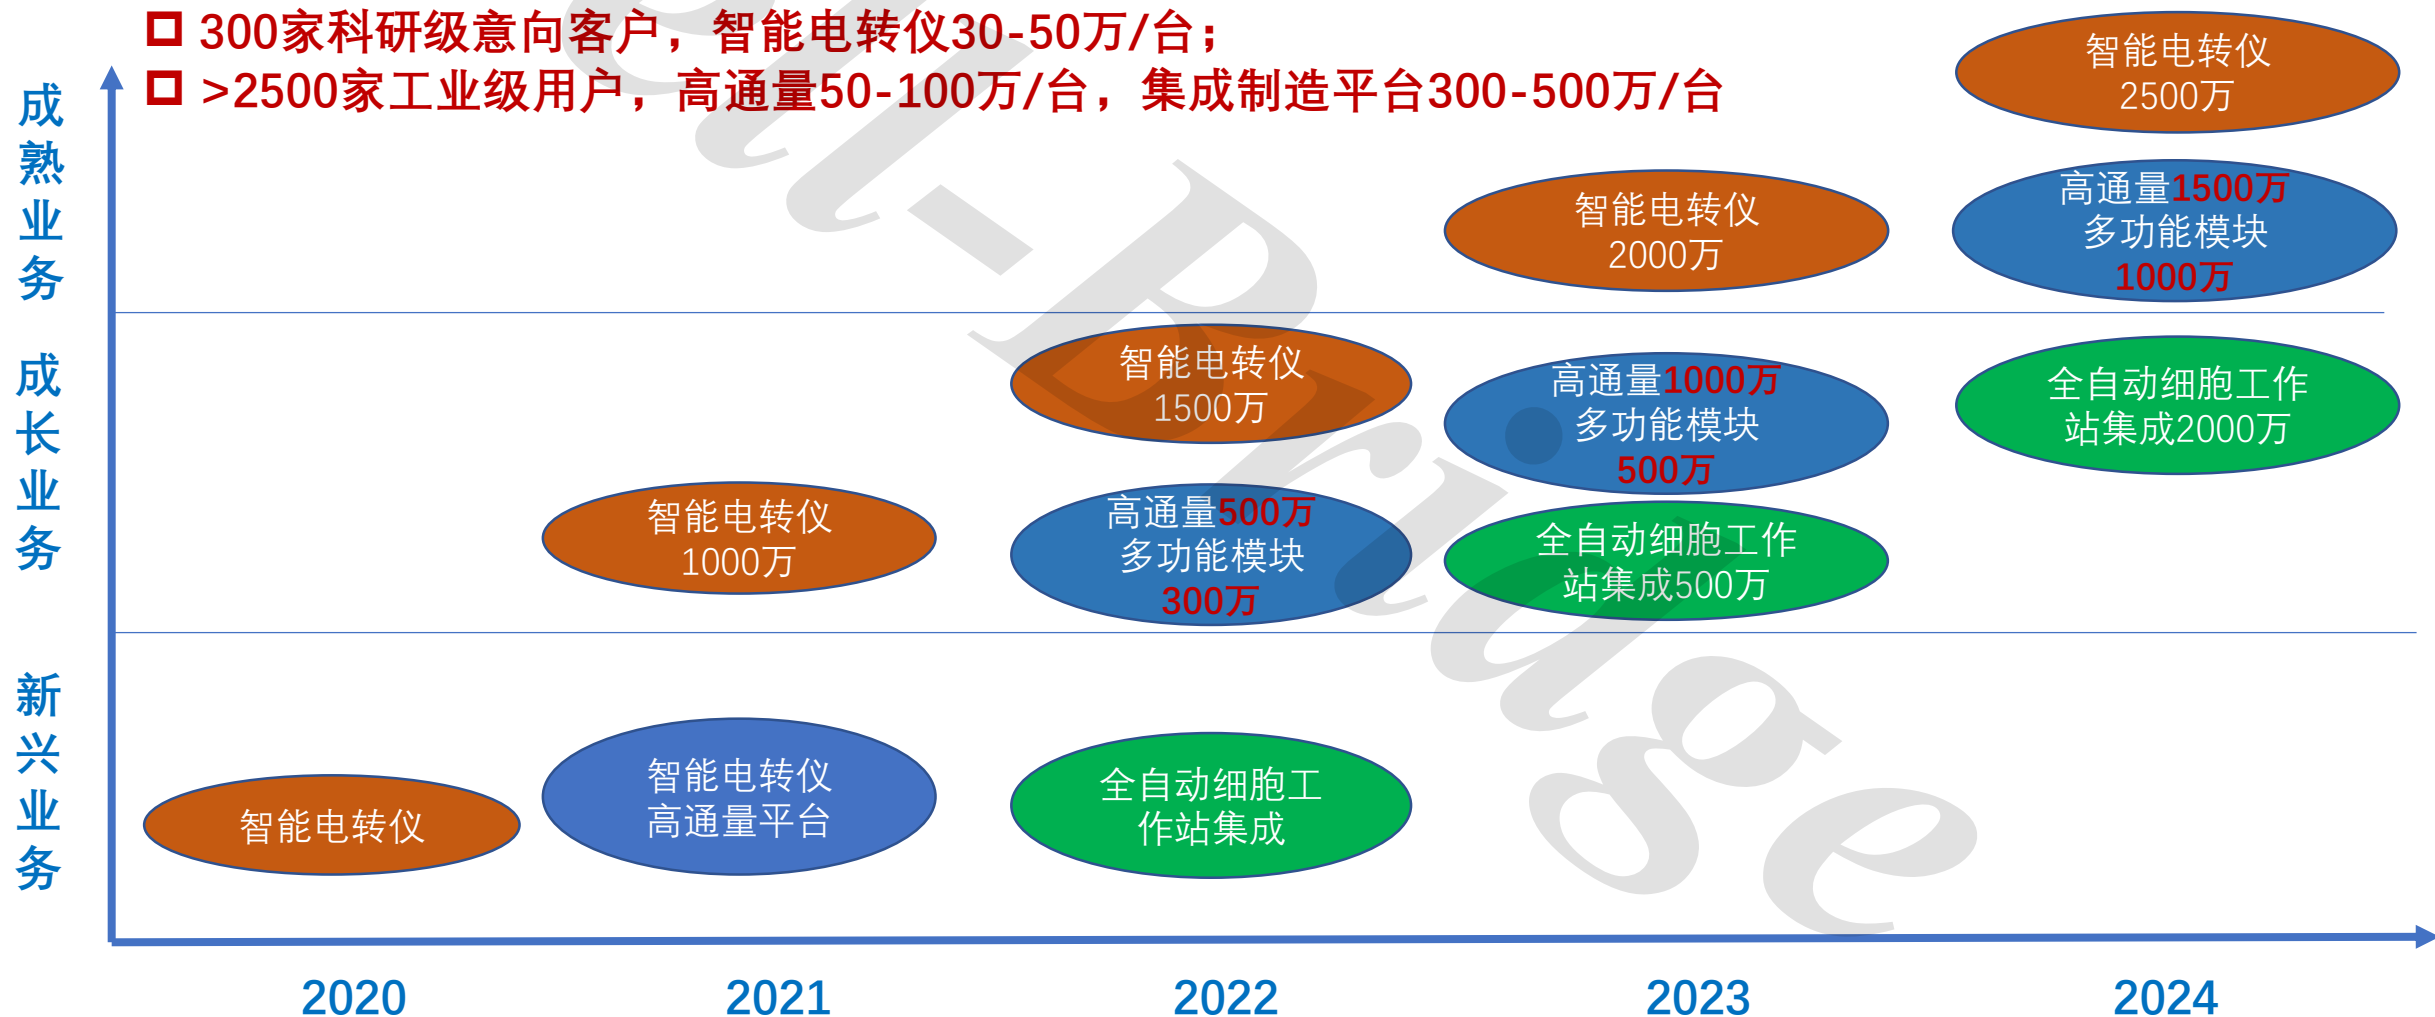 300家科研级意向客户，智能电转仪30-50万/台；
>2500家工业级用户，高通量50-100万/台，集成制造平台300-500万/台
成熟业务
智能电转仪
2000万
智能电转仪
2500万
高通量1500万
多功能模块
1000万
成长业务
智能电转仪
1000万
智能电转仪
1500万
高通量500万
多功能模块
300万
高通量1000万
多功能模块
500万
全自动细胞工作
站集成500万
全自动细胞工作
站集成2000万
新兴业务
智能电转仪
智能电转仪
高通量平台
全自动细胞工
作站集成
2020
2021
2022
2023
2024
ell-Bridge